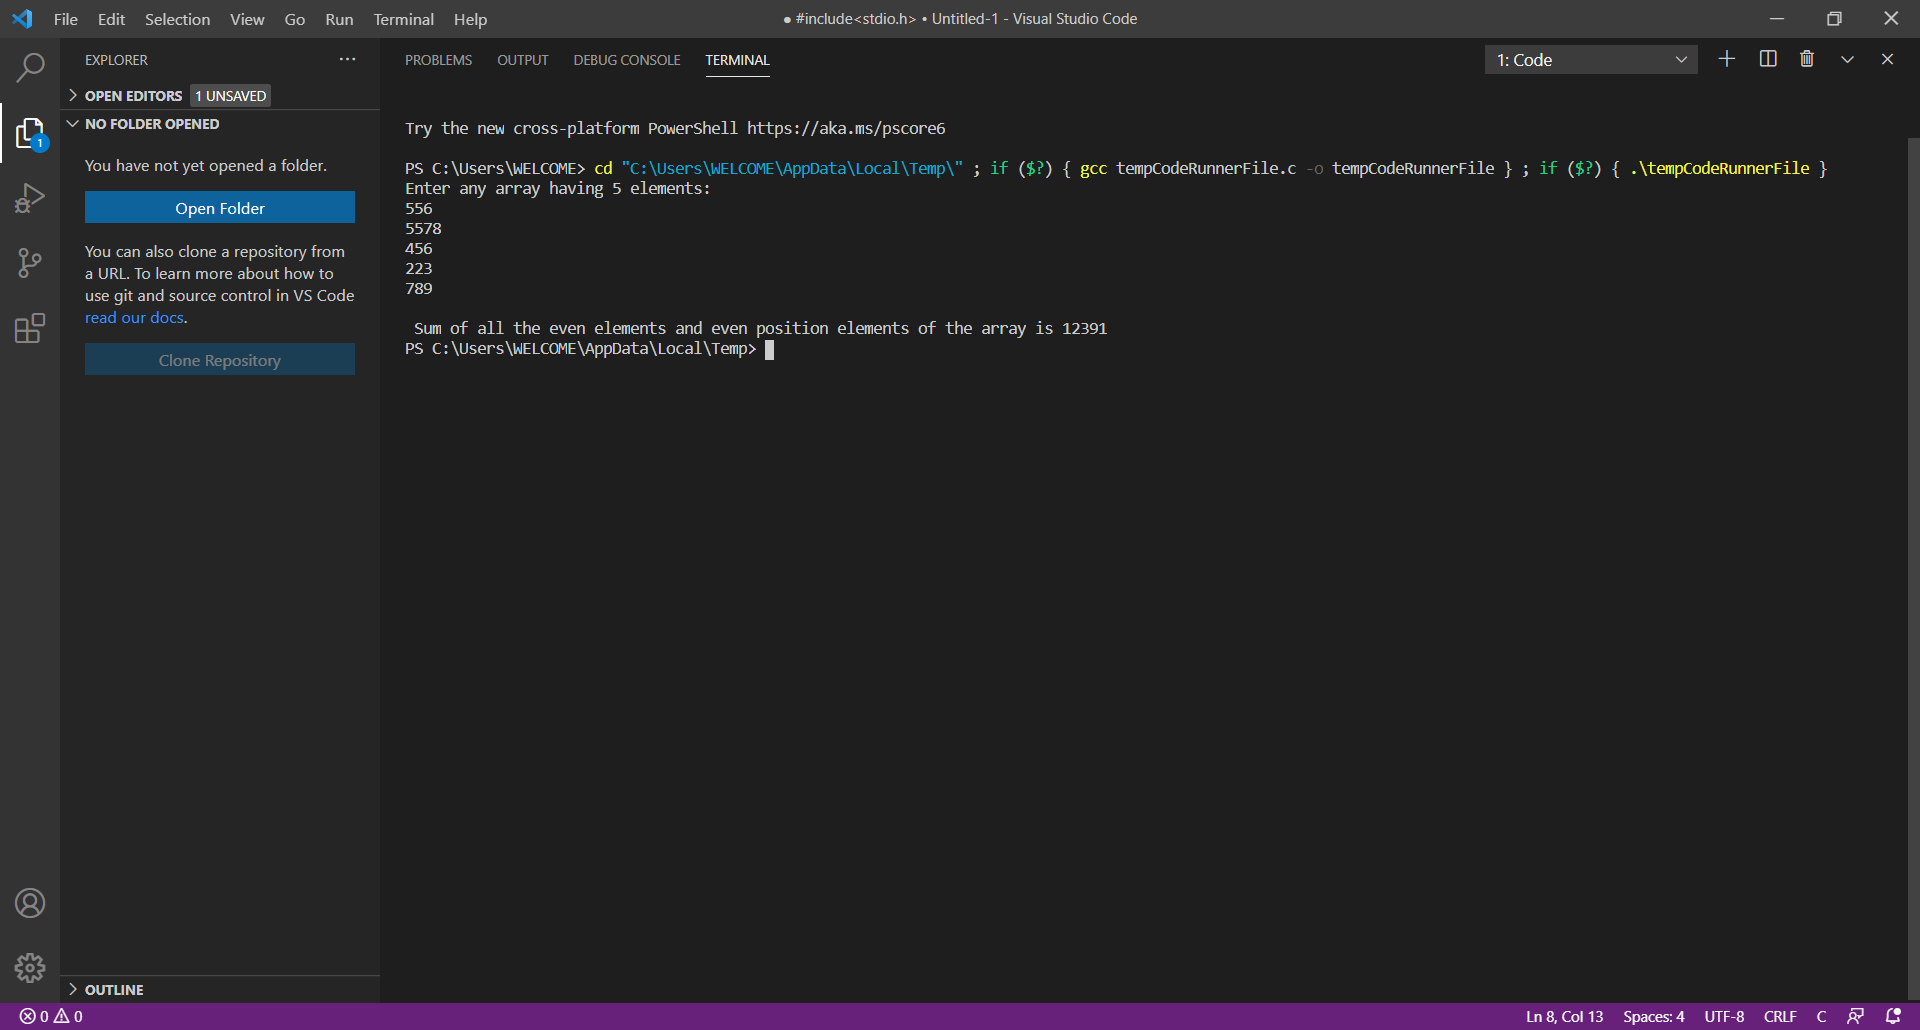 File Edit Selection View Go Run Terminal Help
● #include<stdio.h> • Untitled-1 - Visual Studio Code
EXPLORER
OPEN EDITORS 1 UNSAVED
NO FOLDER OPENED
You have not yet opened a folder.
Open Folder
You can also clone a repository from
a URL. To learn more about how to
use git and source control in VS Code
read our docs.
Clone Repository
OUTLINE
1
PROBLEMS OUTPUT DEBUG CONSOLE TERMINAL
1: Code
Try the new cross-platform PowerShell https://aka.ms/pscore6
PS C:\Users\WELCOME> cd "C:\Users\WELCOME\AppData\Local\Temp\" ; if ($?) { gcc tempCodeRunnerFile.c -o tempCodeRunnerFile } ; if ($?) { .\tempCodeRunnerFile }
Enter any array having 5 elements:
556
5578
456
223
789
Sum of all the even elements and even position elements of the array is 12391
PS C:\Users\WELCOME\AppData\Local\Temp>
0 0
Ln 8, Col 13 Spaces: 4 UTF-8 CRLF C